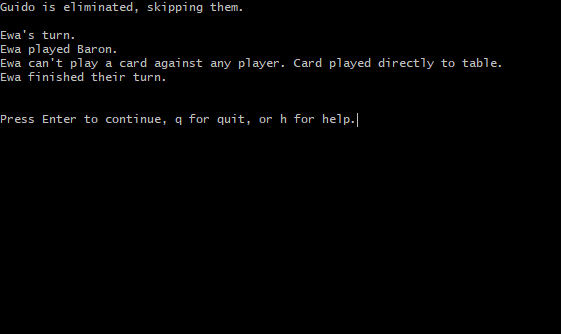 Guido is eliminated, skipping them.
Ewa's turn.
Ewa played Baron.
Ewa can't play a card against any player. Card played directly to table.
Ewa finished their turn.
Press Enter to continue, q for quit, or h for help.